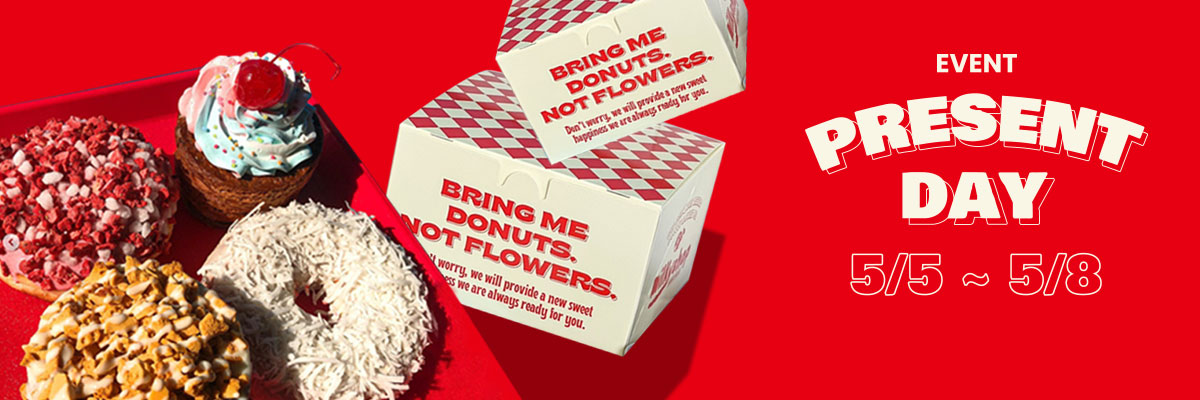 BRING ME
DONUTS.
NOT FLOWERS.
Don't worry, we will provide a new sweet
happiness we are always ready for you.
BRING ME
DONUTS.
NOT FLOWERS.
worry, we will provide a new sweet
we are always ready for you.
EVENT
PRESENT
DAY
5/5 ~ 5/8